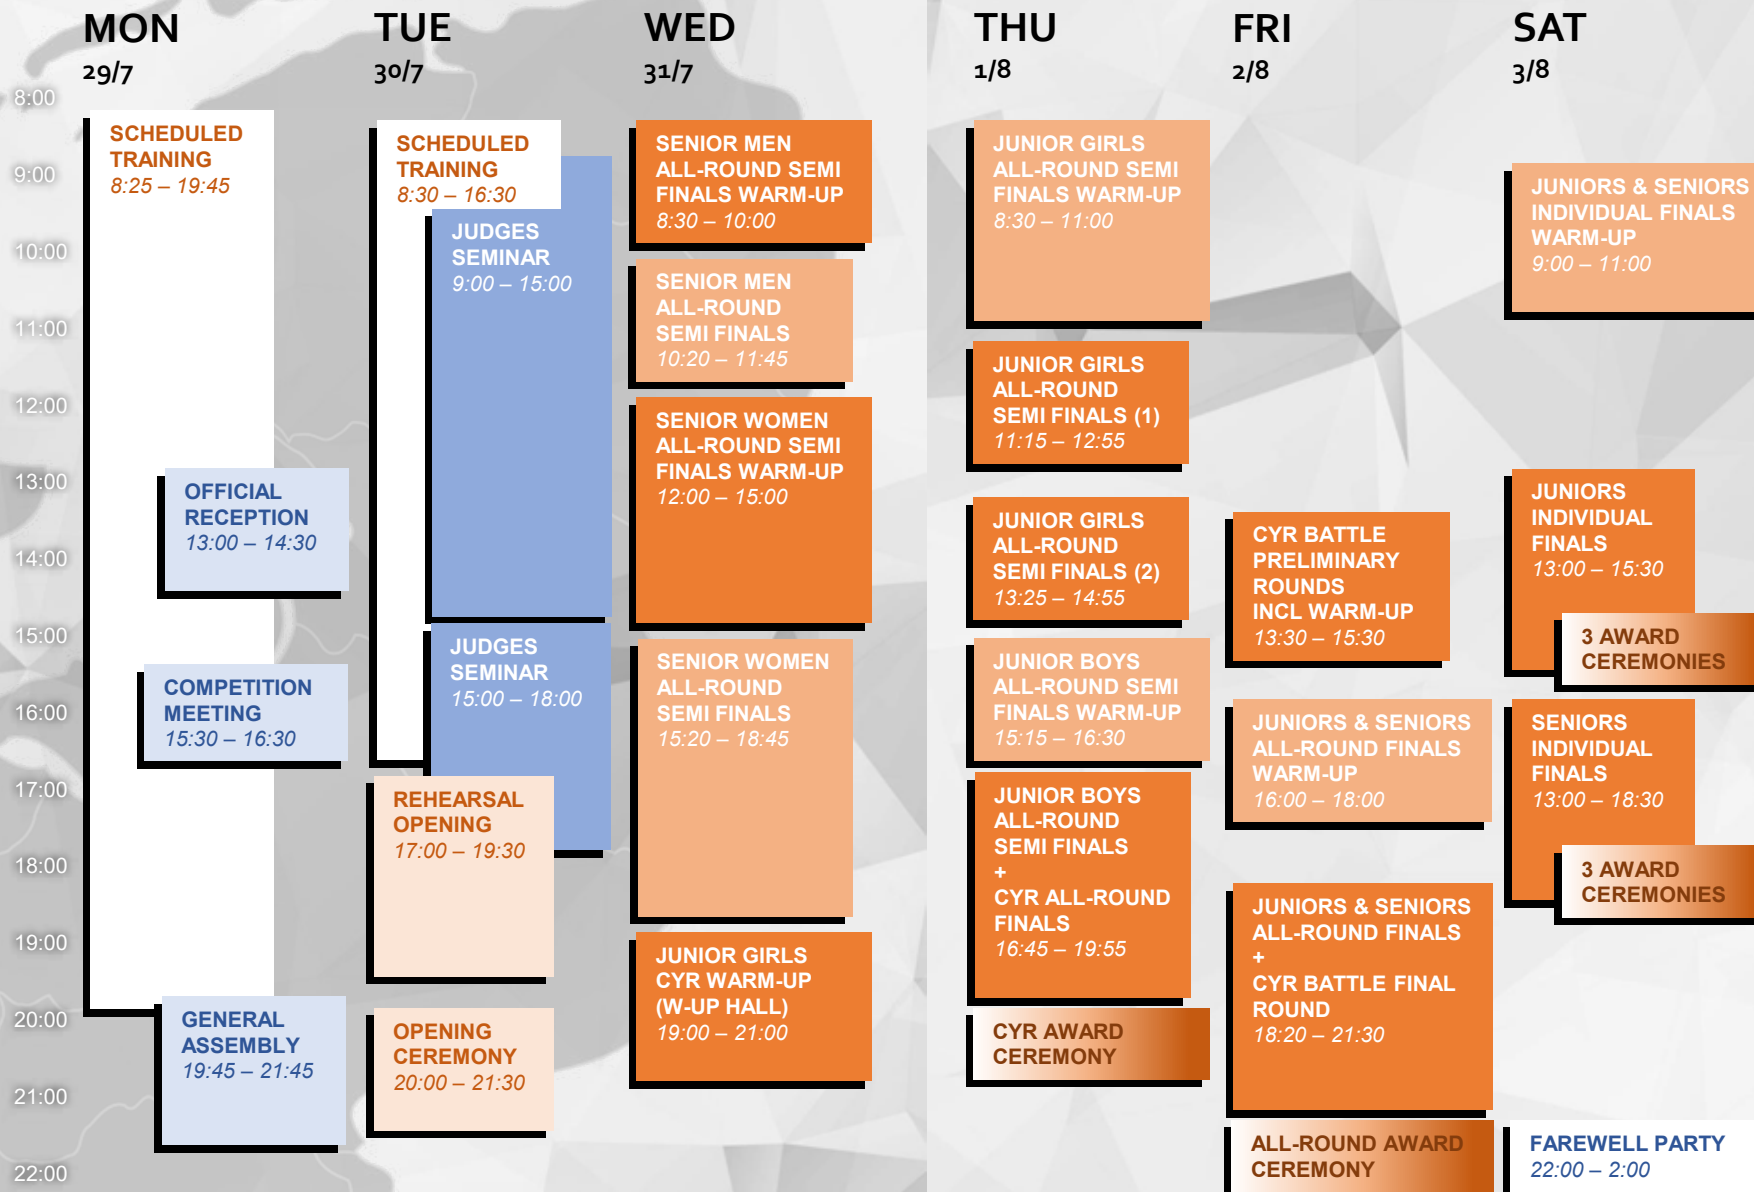 MON
29/7
TUE
30/7
WED
31/7
THU
1/8
FRI
2/8
SAT
3/8
8:00
9:00
10:00
11:00
12:00
13:00
14:00
15:00
16:00
17:00
18:00
19:00
20:00
21:00
22:00
SCHEDULED
TRAINING
8:25 – 19:45
OFFICIAL
RECEPTION
13:00 – 14:30
COMPETITION
MEETING
15:30 – 16:30
GENERAL
ASSEMBLY
19:45 – 21:45
SCHEDULED
TRAINING
8:30 – 16:30
JUDGES
SEMINAR
9:00 – 15:00
JUDGES
SEMINAR
15:00 – 18:00
REHEARSAL
OPENING
17:00 – 19:30
OPENING
CEREMONY
20:00 – 21:30
SENIOR MEN
ALL-ROUND SEMI
FINALS WARM-UP
8:30 – 10:00
SENIOR MEN
ALL-ROUND
SEMI FINALS
10:20 – 11:45
SENIOR WOMEN
ALL-ROUND SEMI
FINALS WARM-UP
12:00 – 15:00
SENIOR WOMEN
ALL-ROUND
SEMI FINALS
15:20 – 18:45
JUNIOR GIRLS
CYR WARM-UP
(W-UP HALL)
19:00 – 21:00
JUNIOR GIRLS
ALL-ROUND SEMI
FINALS WARM-UP
8:30 – 11:00
JUNIOR GIRLS
ALL-ROUND
SEMI FINALS (1)
11:15 – 12:55
JUNIOR GIRLS
ALL-ROUND
SEMI FINALS (2)
13:25 – 14:55
JUNIOR BOYS
ALL-ROUND SEMI
FINALS WARM-UP
15:15 – 16:30
JUNIOR BOYS
ALL-ROUND
SEMI FINALS
+
CYR ALL-ROUND
FINALS
16:45 – 19:55
CYR AWARD
CEREMONY
CYR BATTLE
PRELIMINARY
ROUNDS
INCL WARM-UP
13:30 – 15:30
JUNIORS & SENIORS
ALL-ROUND FINALS
WARM-UP
16:00 – 18:00
JUNIORS & SENIORS
ALL-ROUND FINALS
+
CYR BATTLE FINAL
ROUND
18:20 – 21:30
ALL-ROUND AWARD
CEREMONY
JUNIORS & SENIORS
INDIVIDUAL FINALS
WARM-UP
9:00 – 11:00
JUNIORS
INDIVIDUAL
FINALS
13:00 – 15:30
3 AWARD
CEREMONIES
SENIORS
INDIVIDUAL
FINALS
13:00 – 18:30
3 AWARD
CEREMONIES
FAREWELL PARTY
22:00 – 2:00